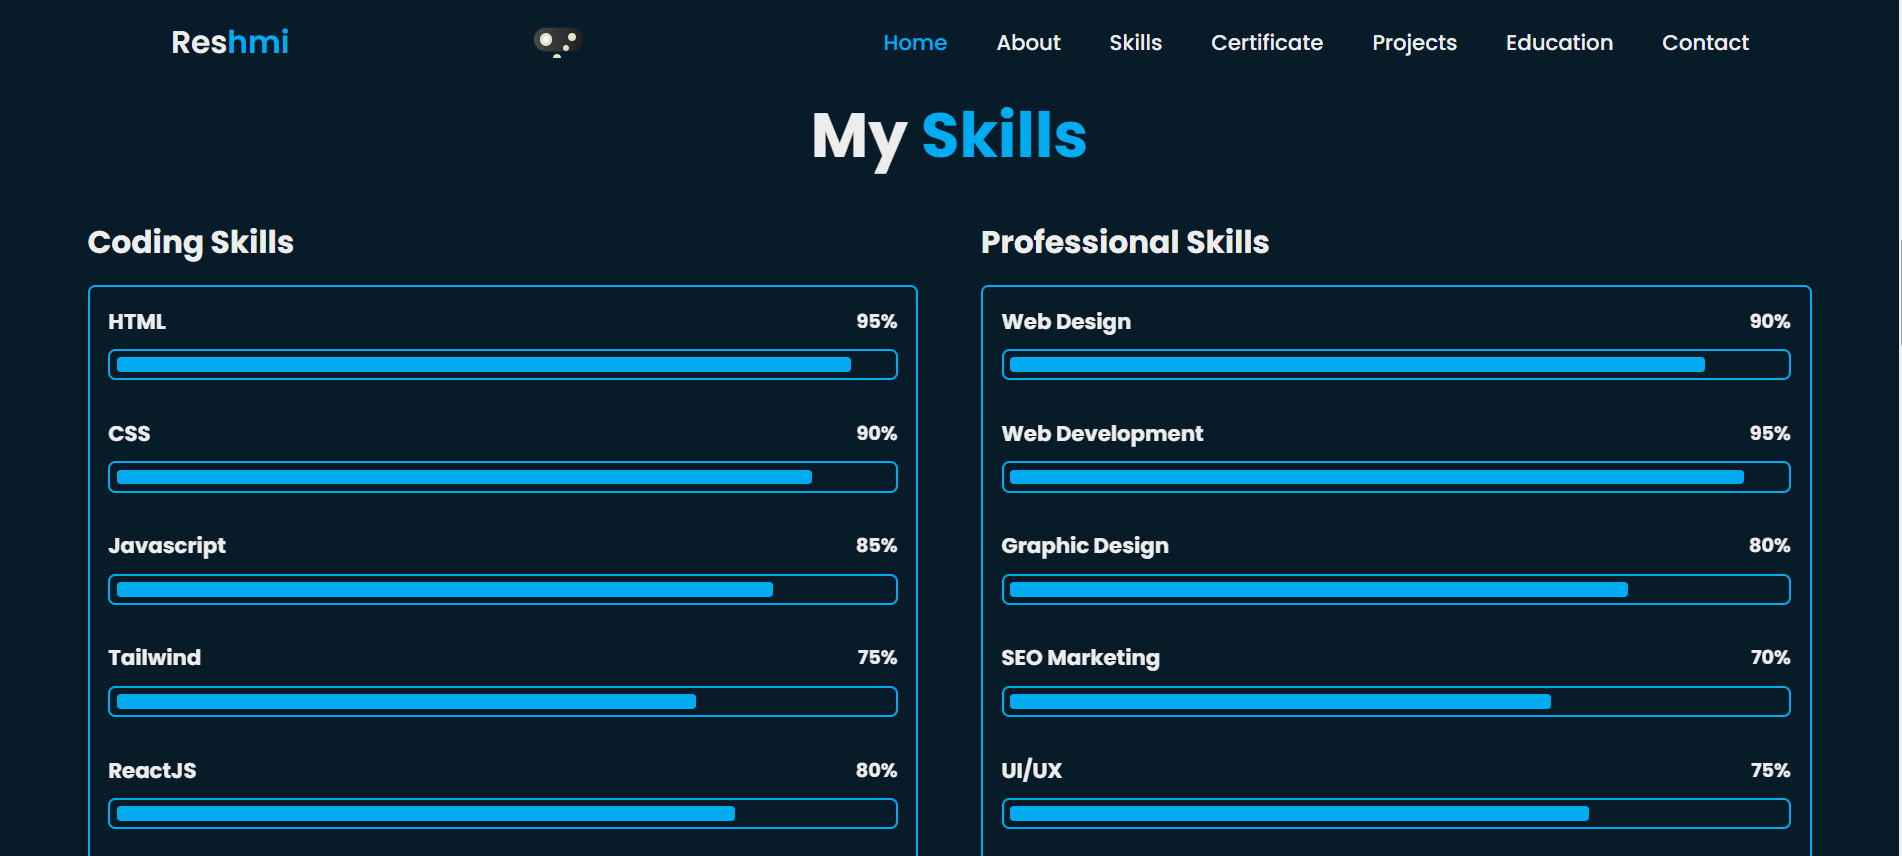 Reshmi Home About Skills Certificate Projects Education Contact
My Skills
Coding Skills
HTML 95%
CSS 90%
Javascript 85%
Tailwind 75%
ReactJS 80%
Professional Skills
Web Design 90%
Web Development 95%
Graphic Design 80%
SEO Marketing 70%
UI/UX 75%